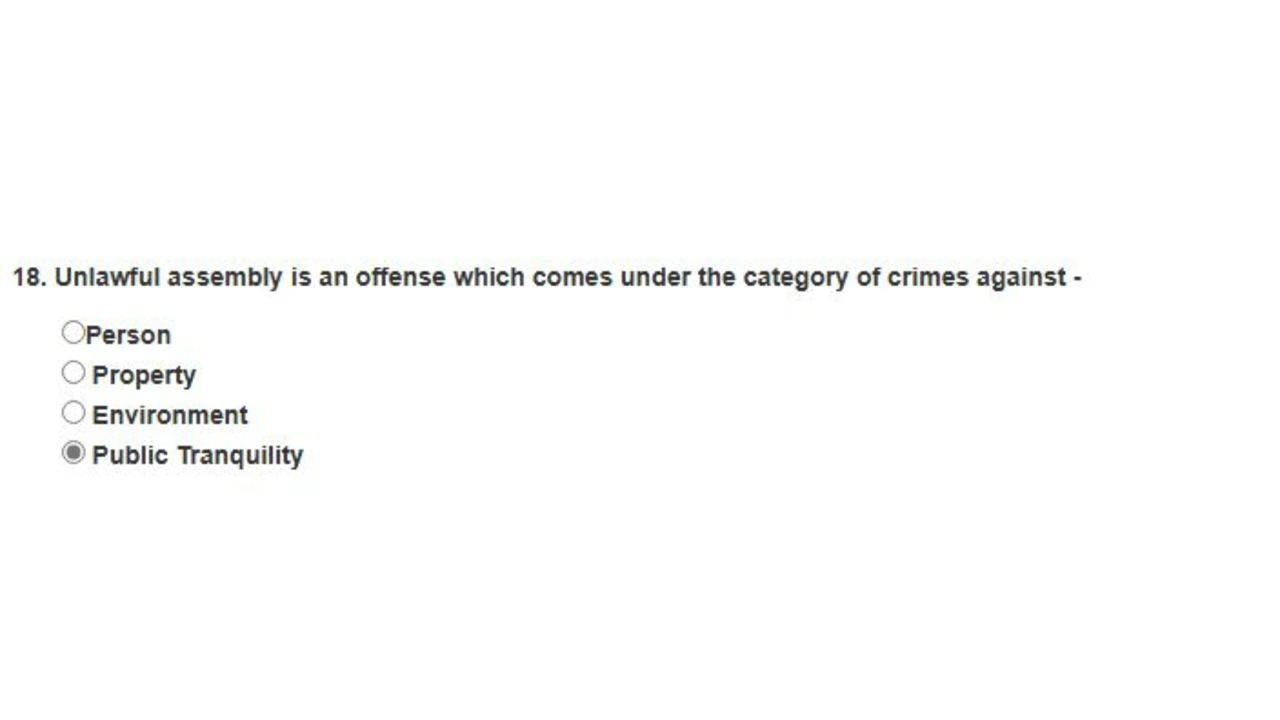 18. Unlawful assembly is an offense which comes under the category of crimes against -
Person
Property
Environment
Public Tranquility